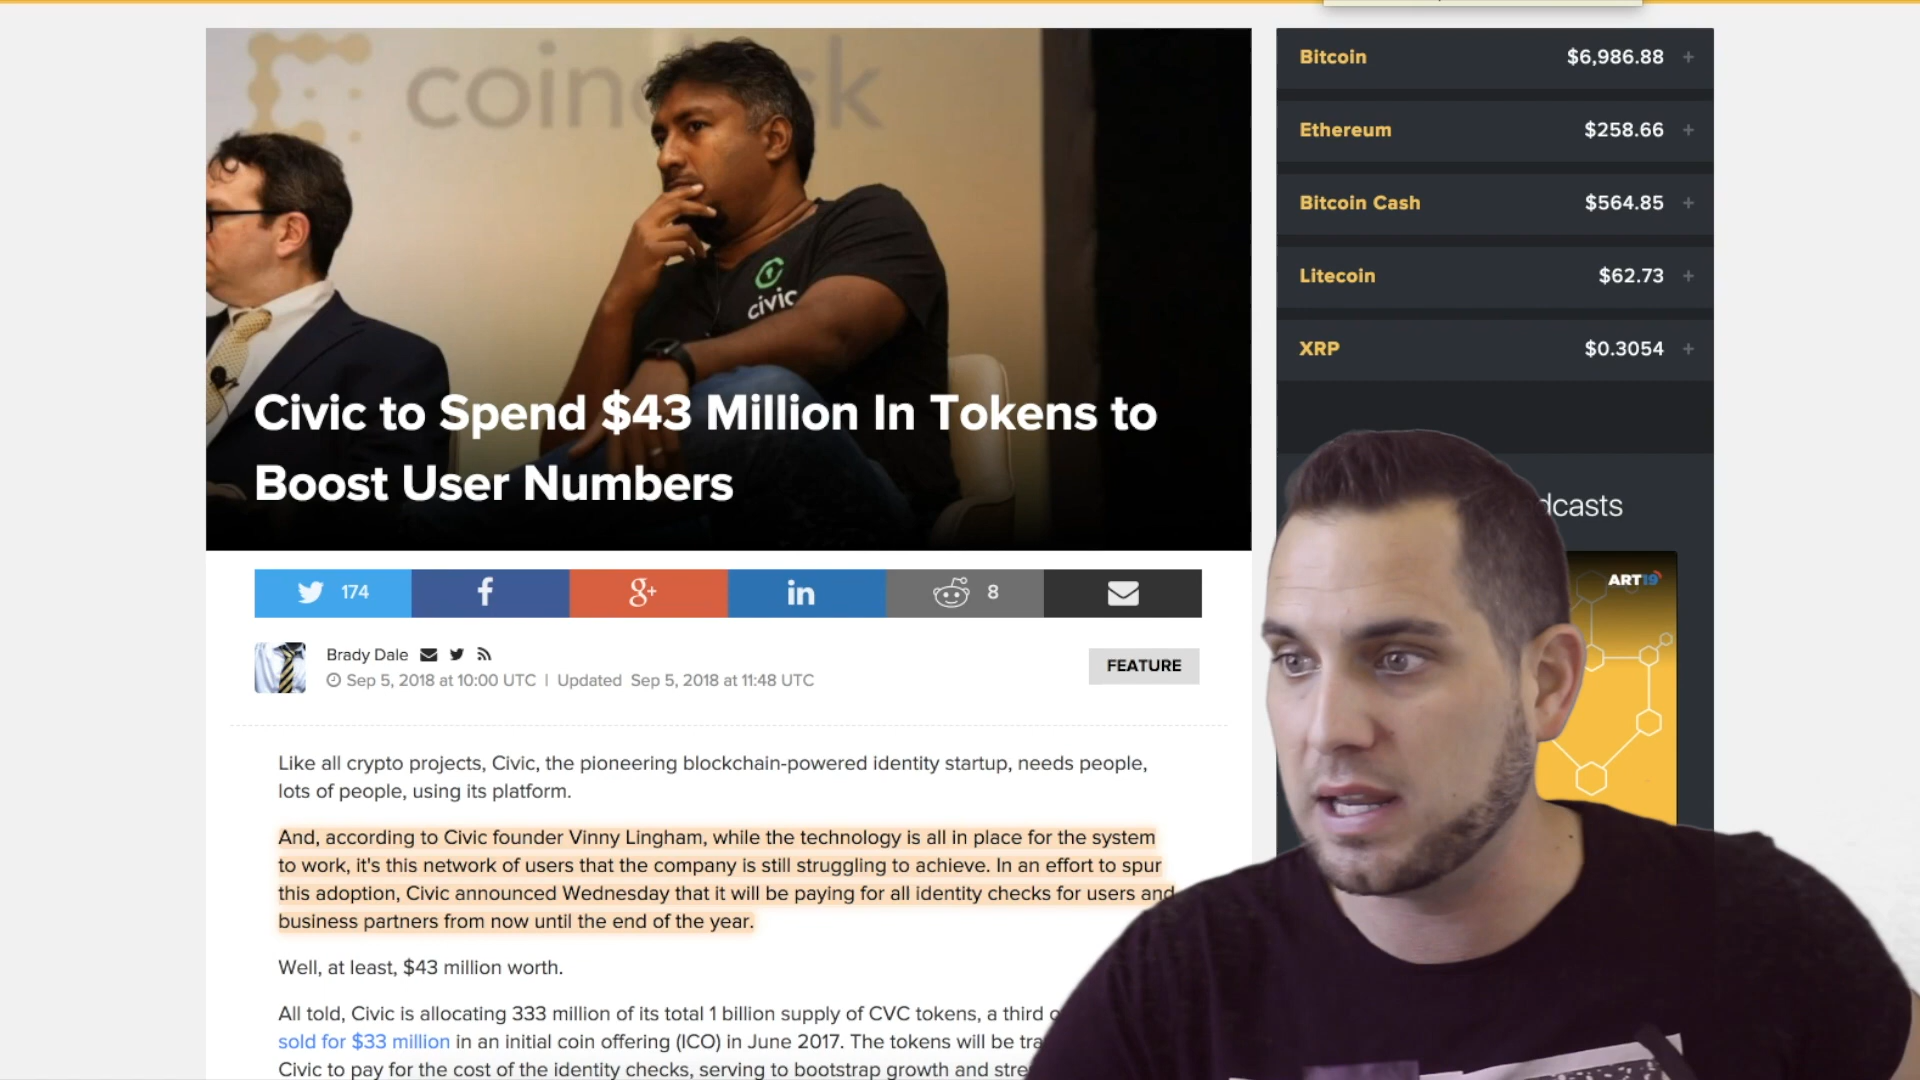 coindesk
civic
Civic to Spend $43 Million In Tokens to
Boost User Numbers
174
8
Brady Dale
Sep 5, 2018 at 10:00 UTC | Updated Sep 5, 2018 at 11:48 UTC
FEATURE
Like all crypto projects, Civic, the pioneering blockchain-powered identity startup, needs people,
lots of people, using its platform.
And, according to Civic founder Vinny Lingham, while the technology is all in place for the system
to work, it's this network of users that the company is still struggling to achieve. In an effort to spur
this adoption, Civic announced Wednesday that it will be paying for all identity checks for users and
business partners from now until the end of the year.
Well, at least, $43 million worth.
All told, Civic is allocating 333 million of its total 1 billion supply of CVC tokens, a third
sold for $33 million in an initial coin offering (ICO) in June 2017. The tokens will be
Civic to pay for the cost of the identity checks, serving to bootstrap growth and
Bitcoin $6,986.88 +
Ethereum $258.66 +
Bitcoin Cash $564.85 +
Litecoin $62.73 +
XRP $0.3054 +
dcasts
ART19